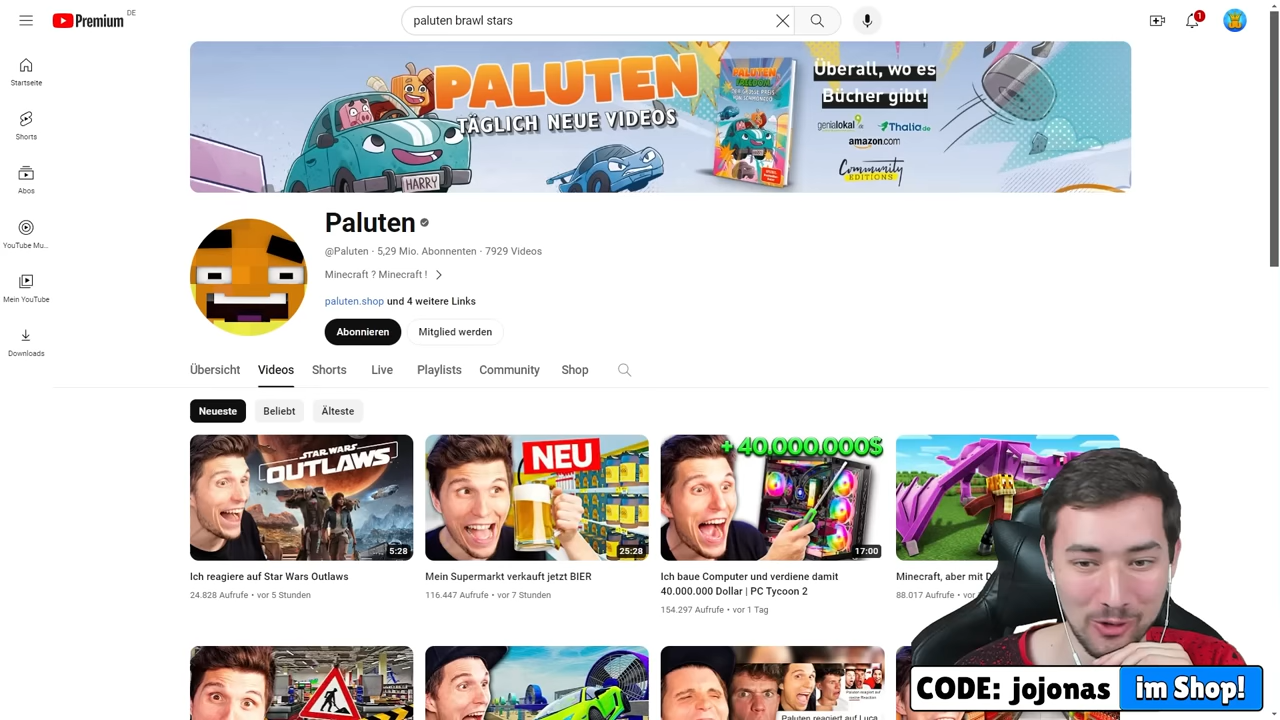 Premium DE
paluten brawl stars
1
Startseite
Shorts
Abos
YouTube Mu...
Mein YouTube
Downloads
PALUTEN
TÄGLICH NEUE VIDEOS
HARRY
PALUTEN
Überall, wo es
Bücher gibt!
genialokal
Thalia.de
amazon.com
Community
EDITIONS
Paluten
@Paluten · 5,29 Mio. Abonnenten · 7929 Videos
Minecraft ? Minecraft !
paluten.shop und 4 weitere Links
Abonnieren
Mitglied werden
Übersicht
Videos
Shorts
Live
Playlists
Community
Shop
Neueste
Beliebt
Älteste
STAR WARS
OUTLAWS
5:28
NEU
25:28
+ 40.000.000$
17:00
Ich reagiere auf Star Wars Outlaws
24.828 Aufrufe · vor 5 Stunden
Mein Supermarkt verkauft jetzt BIER
116.447 Aufrufe · vor 7 Stunden
Ich baue Computer und verdiene damit
40.000.000 Dollar | PC Tycoon 2
154.297 Aufrufe · vor 1 Tag
Minecraft, aber mit
88.017 Aufrufe · vor
Paluten reagiert auf Luca
CODE: jojonas
im Shop!